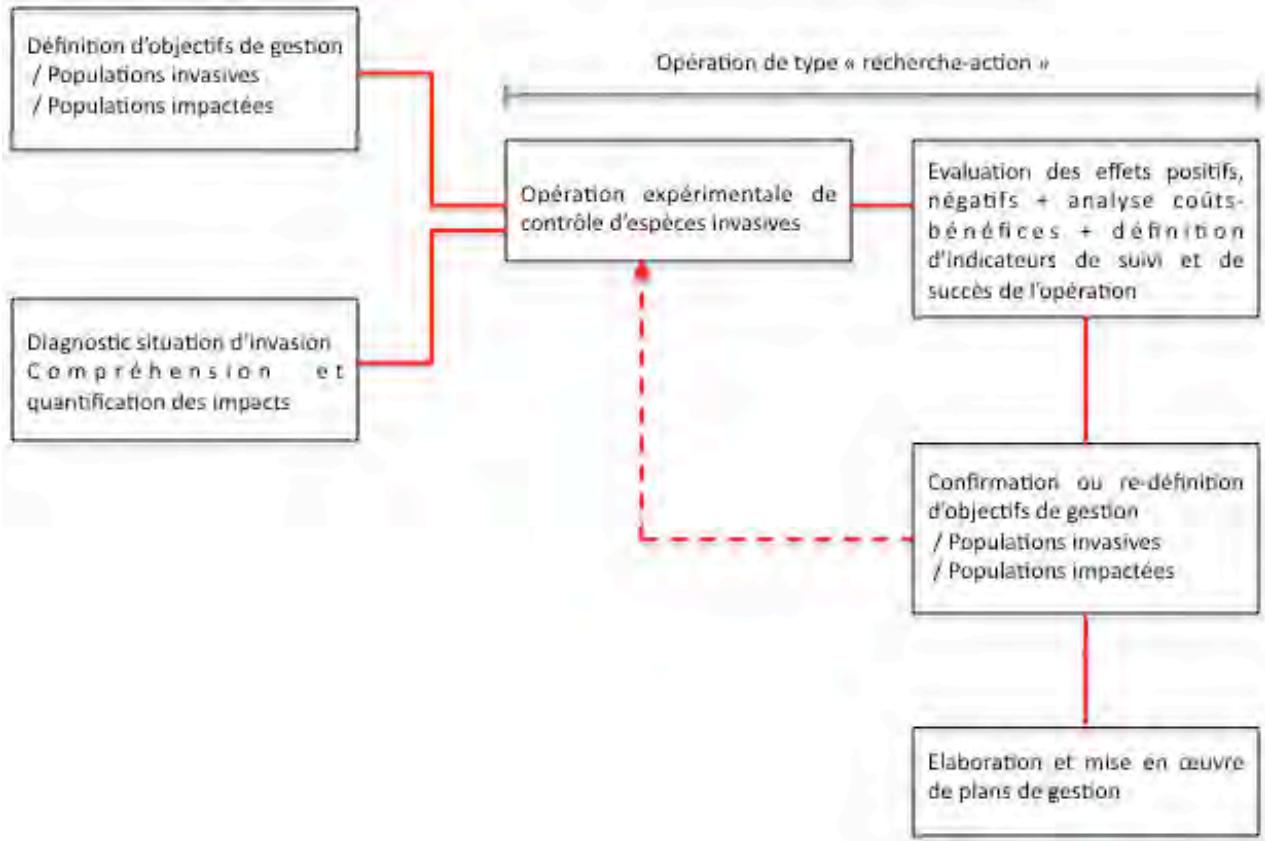 Définition d'objectifs de gestion
/ Populations invasives
/ Populations impactées
Opération de type « recherche-action »
Opération expérimentale de
contrôle d'espèces invasives
Evaluation des effets positifs,
négatifs + analyse coûts-
bénéfices + définition
d'indicateurs de suivi et de
succès de l'opération
Diagnostic situation d'invasion
Compréhension et
quantification des impacts
Confirmation ou re-définition
d'objectifs de gestion
/ Populations invasives
/ Populations impactées
Elaboration et mise en œuvre
de plans de gestion